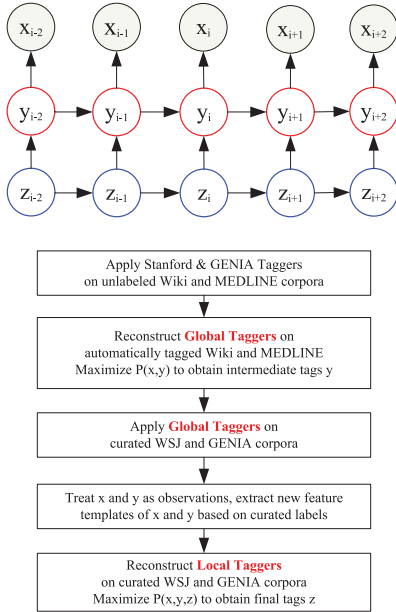 x_{i-2} x_{i-1} x_i x_{i+1} x_{i+2}
y_{i-2} y_{i-1} y_i y_{i+1} y_{i+2}
z_{i-2} z_{i-1} z_i z_{i+1} z_{i+2}
Apply Stanford & GENIA Taggers
on unlabeled Wiki and MEDLINE corpora
Reconstruct Global Taggers on
automatically tagged Wiki and MEDLINE
Maximize P(x,y) to obtain intermediate tags y
Apply Global Taggers on
curated WSJ and GENIA corpora
Treat x and y as observations, extract new feature
templates of x and y based on curated labels
Reconstruct Local Taggers
on curated WSJ and GENIA corpora
Maximize P(x,y,z) to obtain final tags z